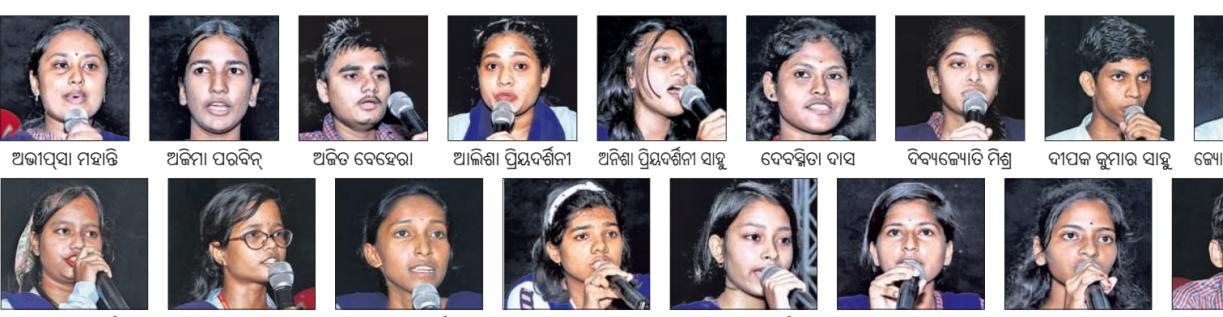 ଅଭୀପ୍‌ସା ମହାନ୍ତି ଅଜିମା ପରବିନ୍ ଅଜିତ ବେହେରା ଆଲିଶା ପ୍ରିୟଦର୍ଶିନୀ ଅନିଶା ପ୍ରିୟଦର୍ଶିନୀ ସାହୁ ଦେବସ୍ମିତା ଦାସ ଦିବ୍ୟଜ୍ୟୋତି ମିଶ୍ର ଦୀପକ କୁମାର ସାହୁ